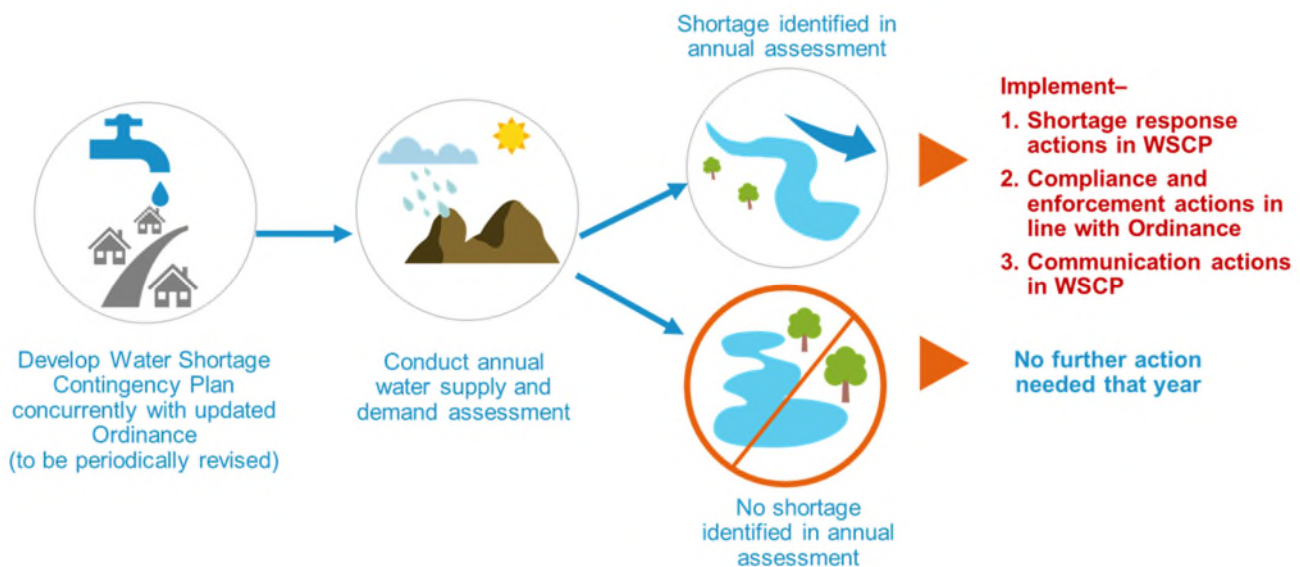 Develop Water Shortage
Contingency Plan
concurrently with updated
Ordinance
(to be periodically revised)
Conduct annual
water supply and
demand assessment
Shortage identified in
annual assessment
Implement–
1. Shortage response
actions in WSCP
2. Compliance and
enforcement actions in
line with Ordinance
3. Communication actions
in WSCP
No shortage
identified in annual
assessment
No further action
needed that year